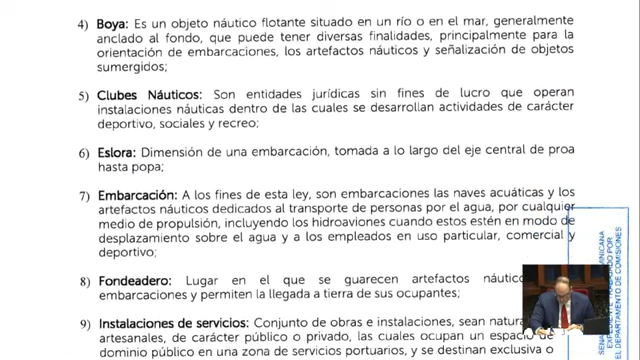 4) Boya: Es un objeto náutico flotante situado en un río o en el mar, generalmente
anclado al fondo, que puede tener diversas finalidades, principalmente para la
orientación de embarcaciones, los artefactos náuticos y señalización de objetos
sumergidos;
5) Clubes Náuticos: Son entidades jurídicas sin fines de lucro que operan
instalaciones náuticas dentro de las cuales se desarrollan actividades de carácter
deportivo, sociales y recreo;
6) Eslora: Dimensión de una embarcación, tomada a lo largo del eje central de proa
hasta popa;
7) Embarcación: A los fines de esta ley, son embarcaciones las naves acuáticas y los
artefactos náuticos dedicados al transporte de personas por el agua, por cualquier
medio de propulsión, incluyendo los hidroaviones cuando estos estén en modo de
desplazamiento sobre el agua y a los empleados en uso particular, comercial y
deportivo;
8) Fondeadero: Lugar en el que se guarecen artefactos
embarcaciones y permiten la llegada a tierra de sus ocupantes;
9) Instalaciones de servicios: Conjunto de obras e instalaciones, sean
artesanales, de carácter público o privado, las cuales ocupan un espacio
dominio público en una zona de servicios portuarios, y se destinan exclusiva o
EL DEPARTAMENTO DE COMISIONES